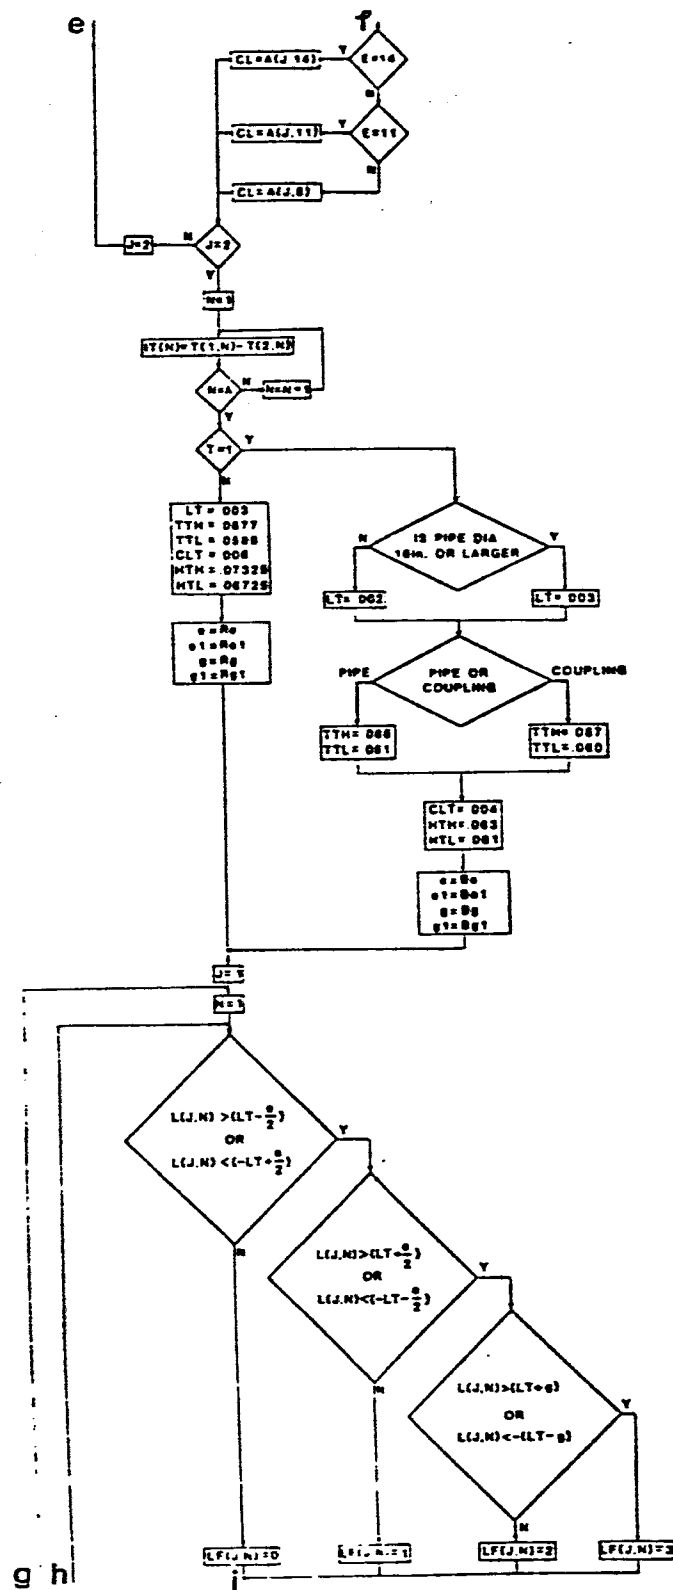 e
f
CL=A(J,14)
Y
E=14
N
CL=A(J,11)
Y
E=11
N
CL=A(J,8)
J=2
N
J=2
Y
N=1
T(N)=T(1,N)-T(2,N)
N=A
N
N=N+1
Y
T=1
Y
N
LT=.003
TTH=.0677
TTL=.0588
CLT=.006
HTH=.07325
HTL=.06725
e=Re
e1=Re1
g=Rg
g1=Rg1
N
IS PIPE DIA
16in. OR LARGER
Y
LT=.002
LT=.003
PIPE
PIPE OR
COUPLING
COUPLING
TTH=.066
TTL=.061
TTH=.067
TTL=.060
CLT=.004
HTH=.063
HTL=.061
e=Be
e1=Be1
g=Bg
g1=Bg1
J=1
N=1
L(J,N)>(LT-e/2)
OR
L(J,N)<(-LT+e/2)
Y
N
L(J,N)>(LT+e/2)
OR
L(J,N)<(-LT-e/2)
Y
N
L(J,N)>(LT+g)
OR
L(J,N)<-(LT-g)
Y
N
LF(J,N)=0
LF(J,N)=1
LF(J,N)=2
LF(J,N)=3
g h
i